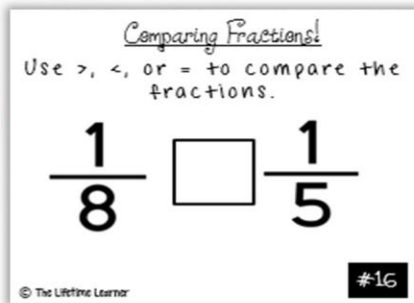 Comparing Fractions!
Use >, <, or = to compare the
fractions.
1 1
8 5
© The Lifetime Learner
#16